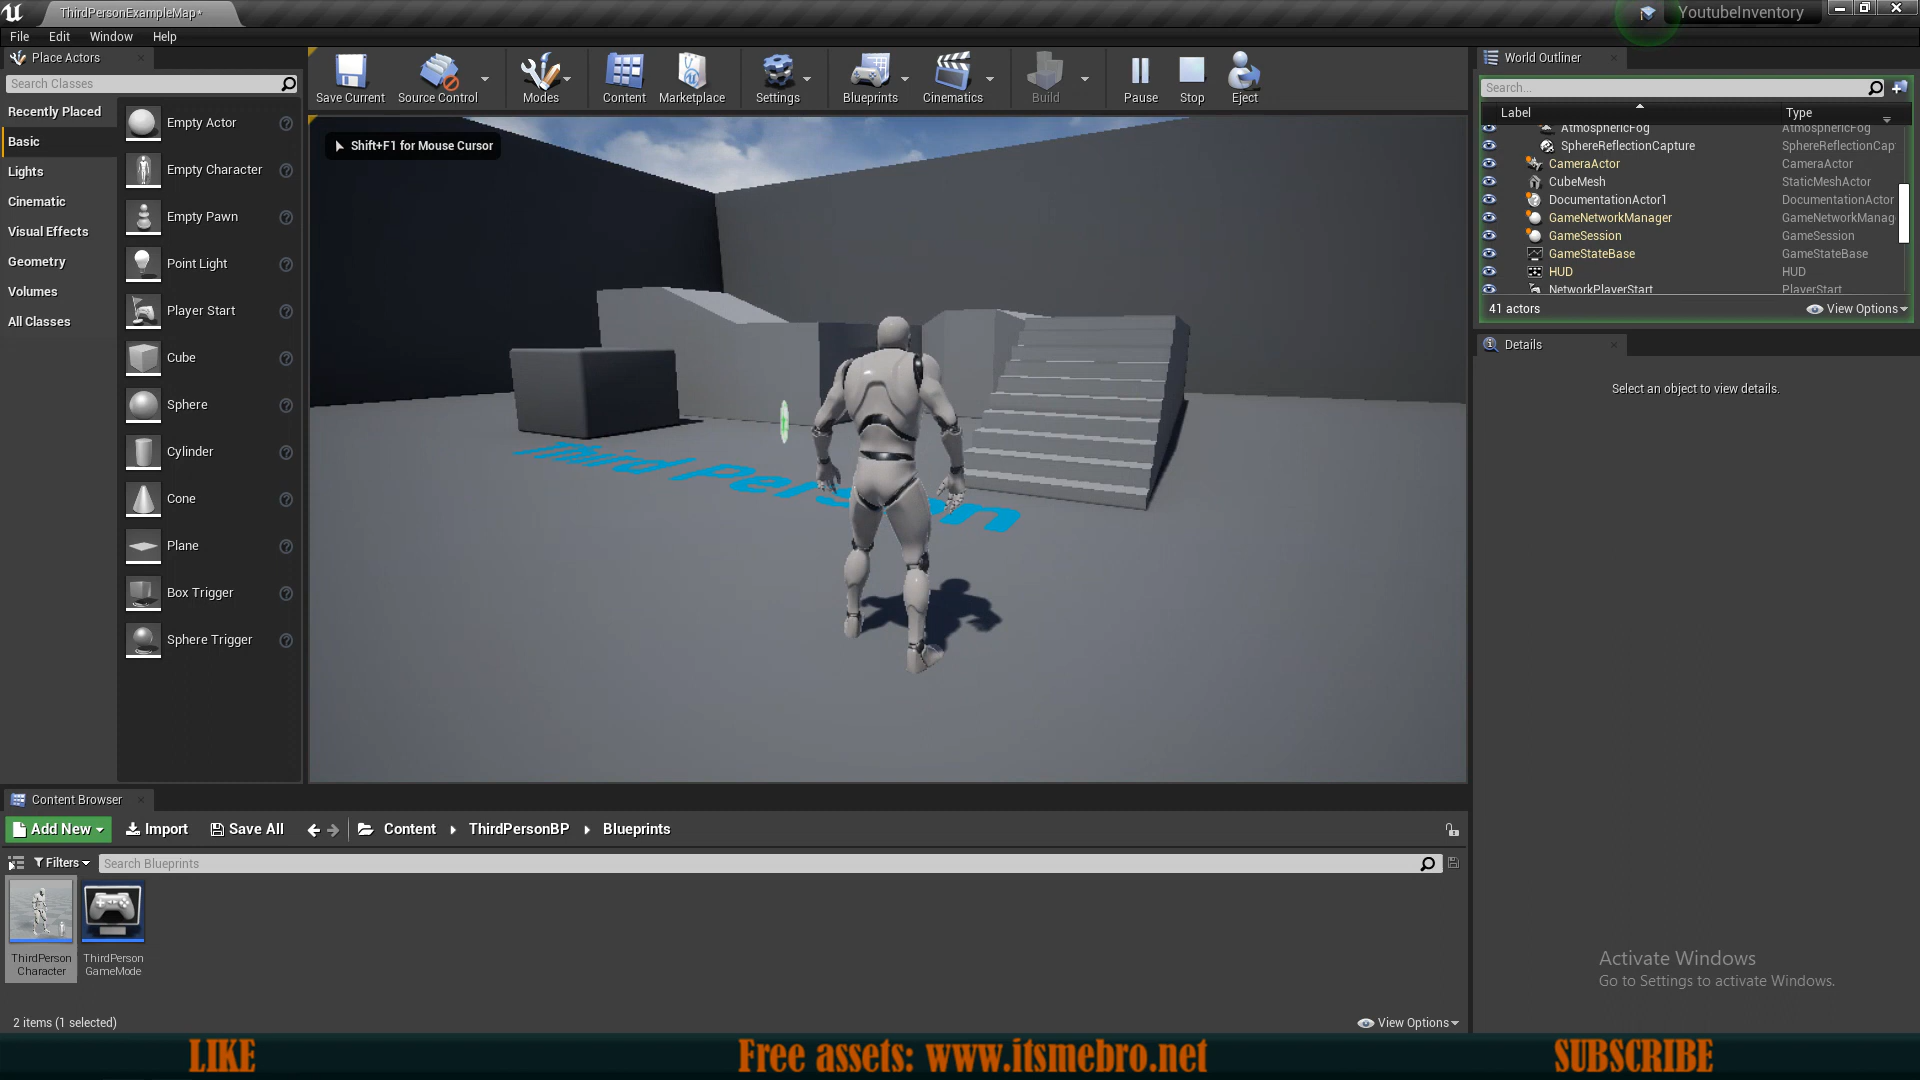 ThirdPersonExampleMap*
YoutubeInventory
File Edit Window Help
Place Actors
Search Classes
Recently Placed
Basic
Lights
Cinematic
Visual Effects
Geometry
Volumes
All Classes
Empty Actor
Empty Character
Empty Pawn
Point Light
Player Start
Cube
Sphere
Cylinder
Cone
Plane
Box Trigger
Sphere Trigger
Save Current Source Control Modes Content Marketplace Settings Blueprints Cinematics Build Pause Stop Eject
Shift+F1 for Mouse Cursor
Third Person
World Outliner
Search...
Label Type
AtmosphericFog AtmosphericFog
SphereReflectionCapture SphereReflectionCap
CameraActor CameraActor
CubeMesh StaticMeshActor
DocumentationActor1 DocumentationActor
GameNetworkManager GameNetworkManag
GameSession GameSession
GameStateBase GameStateBase
HUD HUD
NetworkPlayerStart PlayerStart
41 actors View Options
Details
Select an object to view details.
Content Browser
Add New Import Save All Content ThirdPersonBP Blueprints
Filters Search Blueprints
ThirdPerson
Character
ThirdPerson
GameMode
2 items (1 selected) View Options
Activate Windows
Go to Settings to activate Windows.
LIKE Free assets: www.itsmebro.net SUBSCRIBE